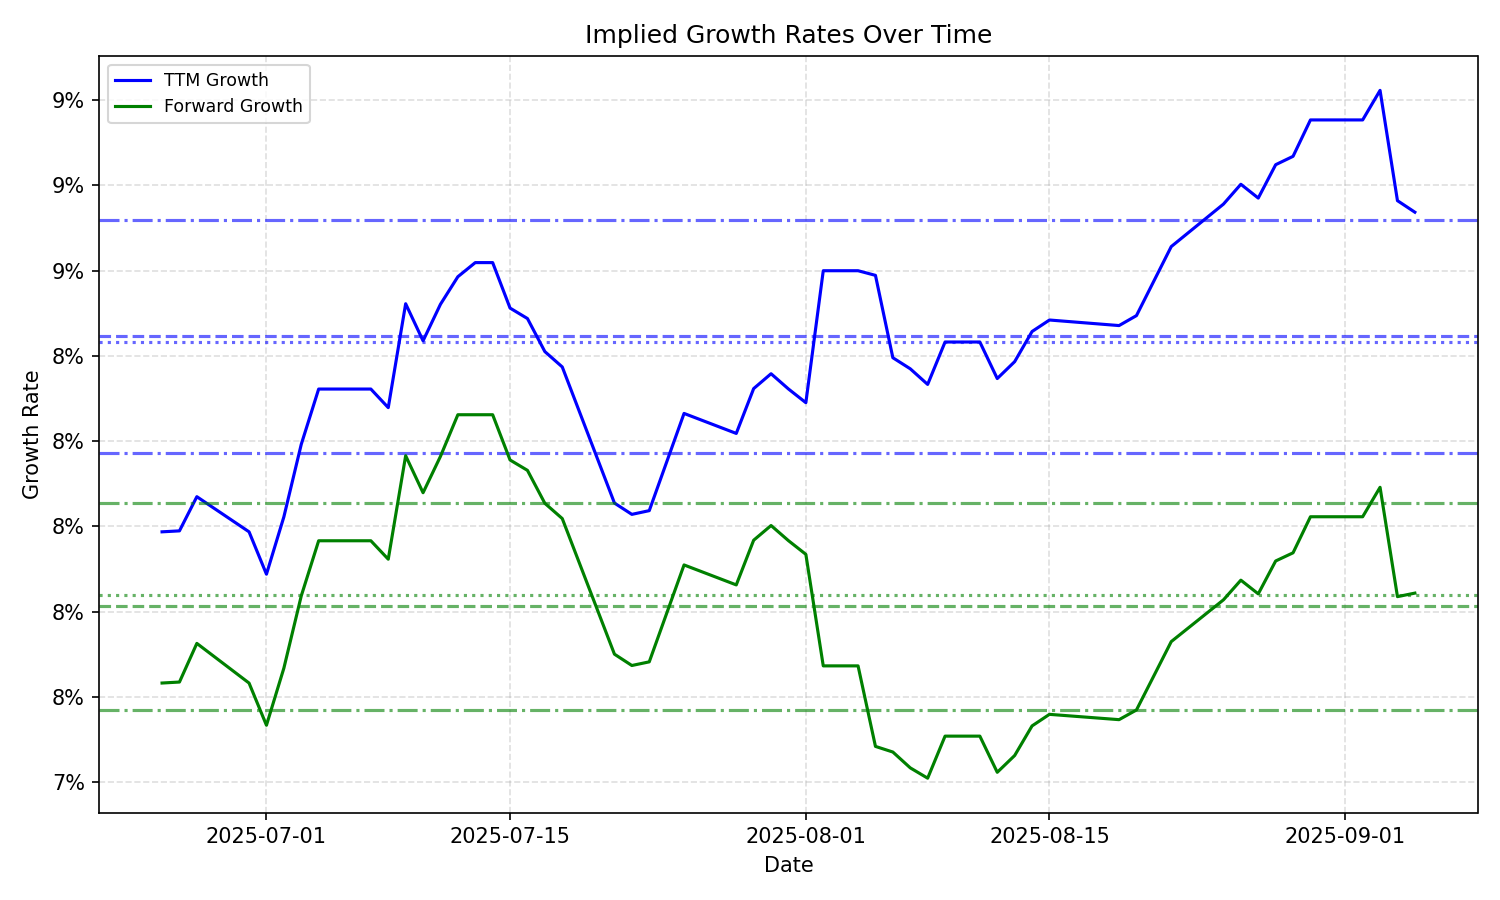 Implied Growth Rates Over Time
TTM Growth
Forward Growth
9%
9%
9%
8%
8%
8%
8%
8%
7%
Growth Rate
2025-07-01
2025-07-15
2025-08-01
2025-08-15
2025-09-01
Date